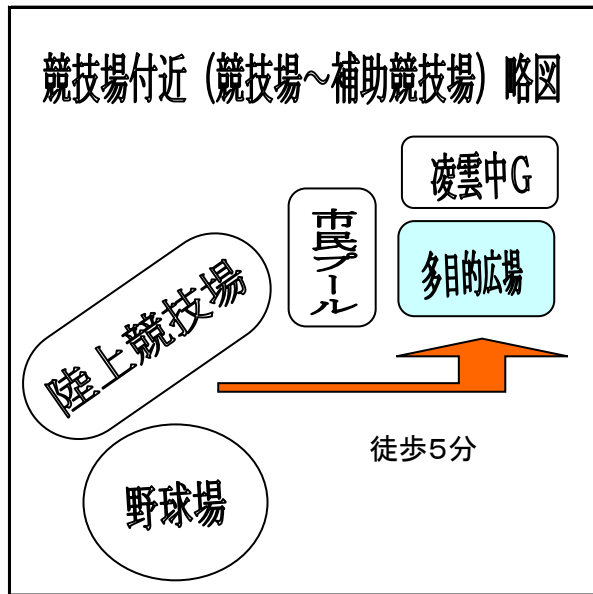 競技場付近（競技場～補助競技場）略図
凌雲中G
市民プール
多目的広場
陸上競技場
徒歩5分
野球場